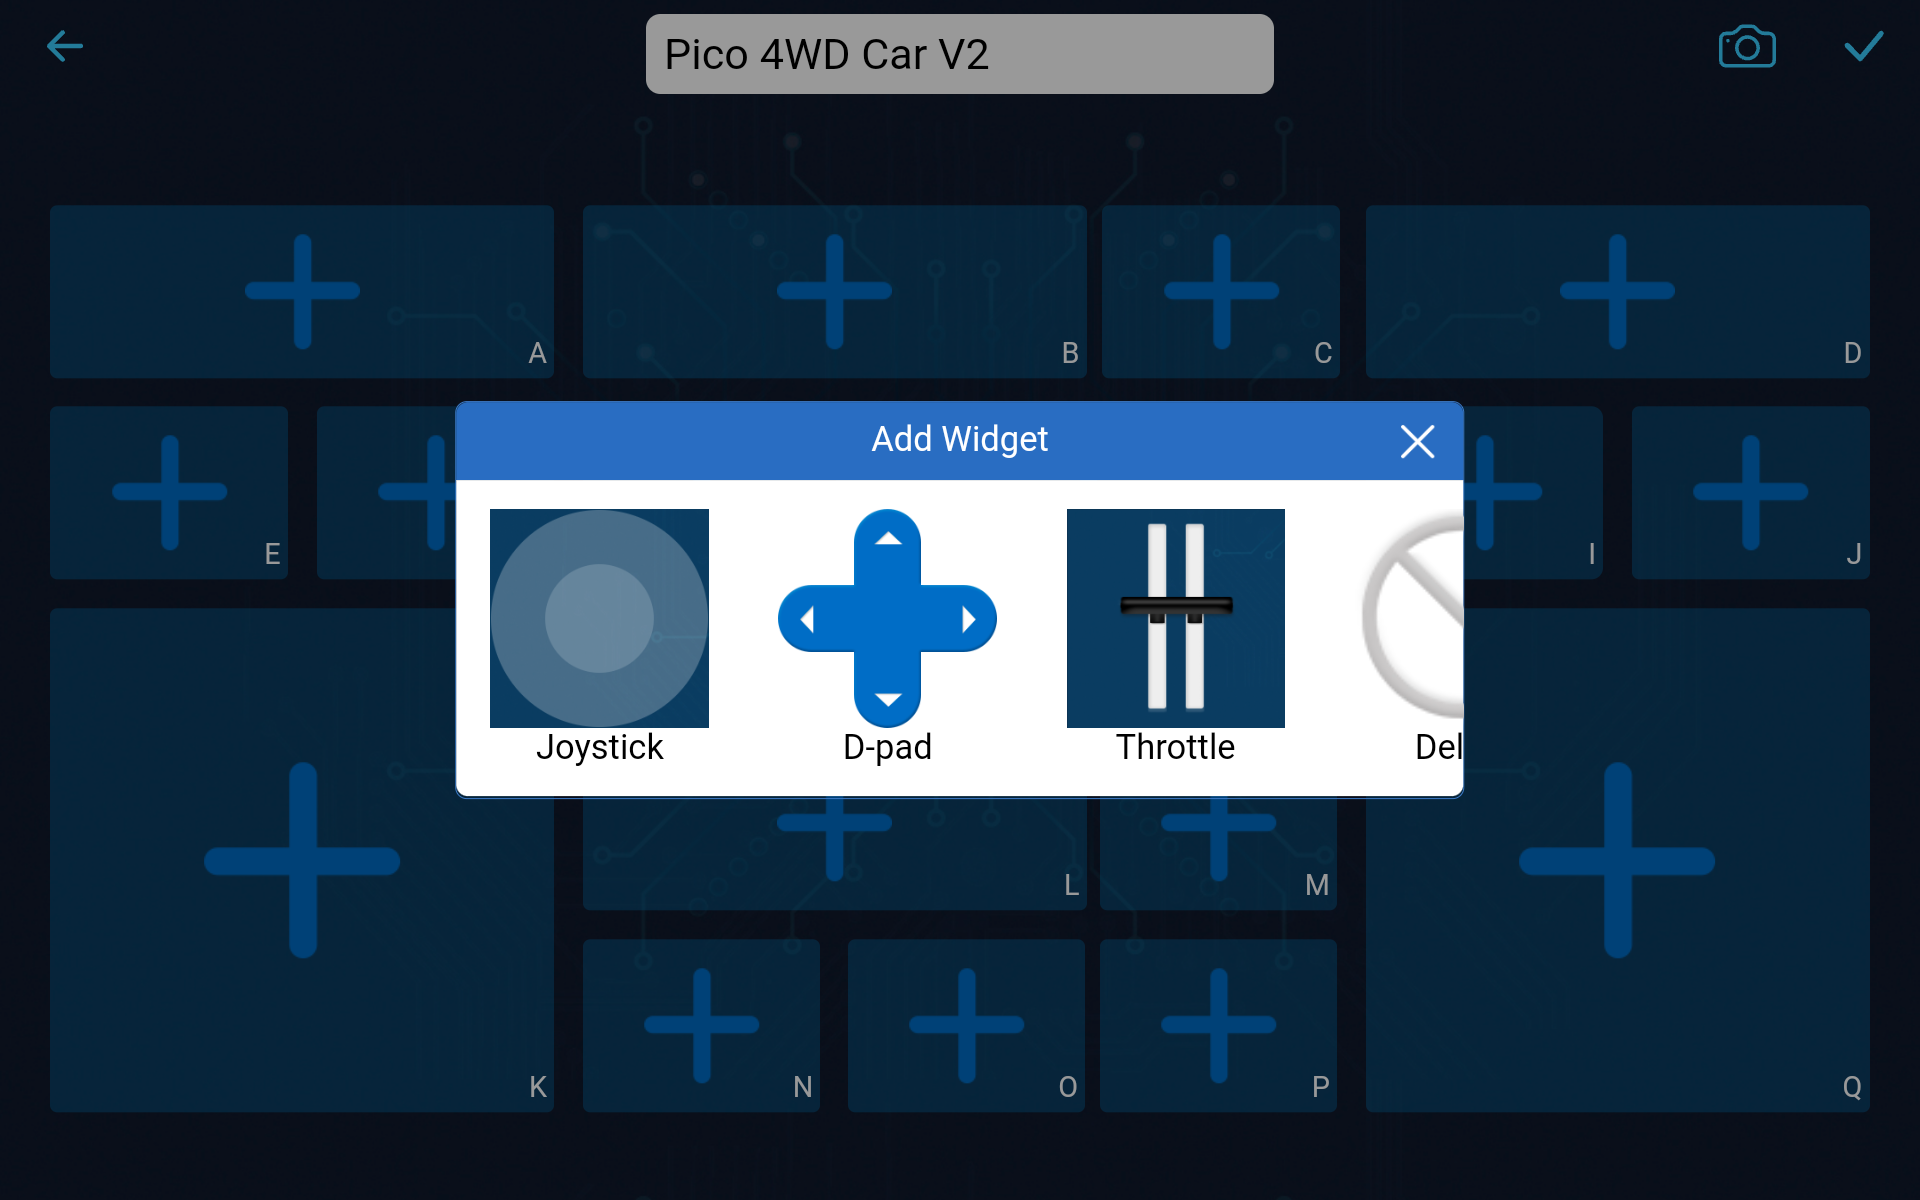 Pico 4WD Car V2
A
B
C
D
Add Widget
E
I
J
Joystick
D-pad
Throttle
Del
L
M
K
N
O
P
Q